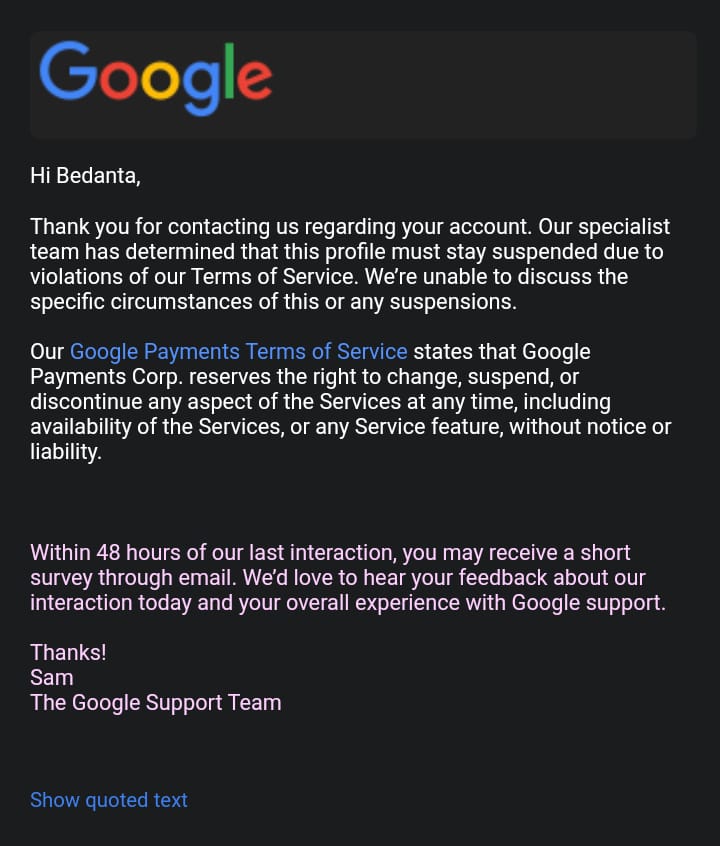 Google
Hi Bedanta,
Thank you for contacting us regarding your account. Our specialist
team has determined that this profile must stay suspended due to
violations of our Terms of Service. We’re unable to discuss the
specific circumstances of this or any suspensions.
Our Google Payments Terms of Service states that Google
Payments Corp. reserves the right to change, suspend, or
discontinue any aspect of the Services at any time, including
availability of the Services, or any Service feature, without notice or
liability.
Within 48 hours of our last interaction, you may receive a short
survey through email. We’d love to hear your feedback about our
interaction today and your overall experience with Google support.
Thanks!
Sam
The Google Support Team
Show quoted text